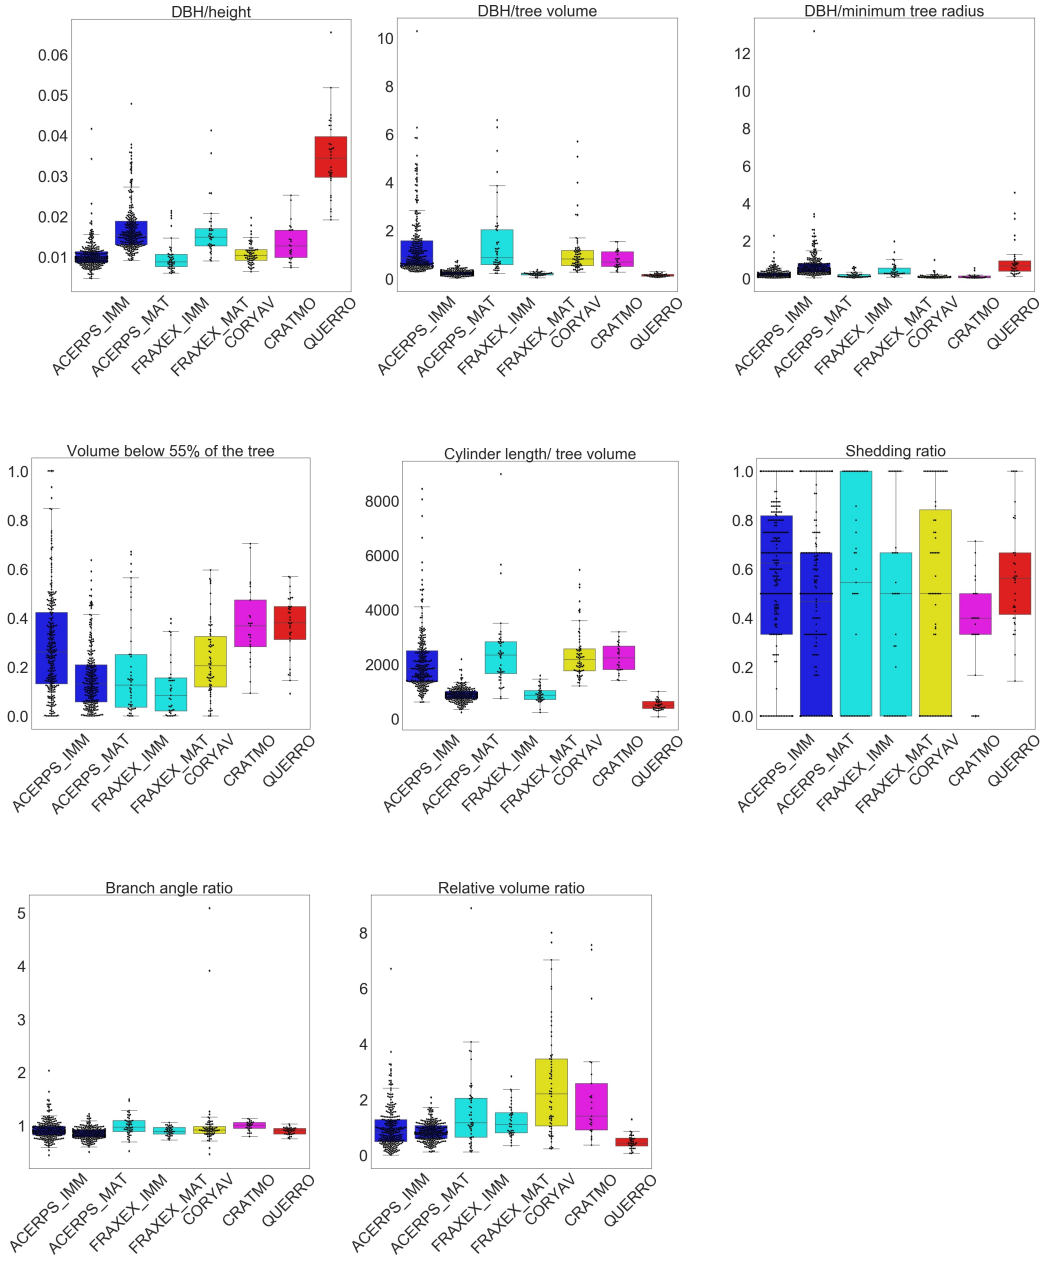 DBH/height
0.06
0.05
0.04
0.03
0.02
0.01
ACERPS_IMM
ACERPS_MAT
FRAXEX_IMM
FRAXEX_MAT
CORYAV
CRATMO
QUERRO
DBH/tree volume
10
8
6
4
2
0
ACERPS_IMM
ACERPS_MAT
FRAXEX_IMM
FRAXEX_MAT
CORYAV
CRATMO
QUERRO
DBH/minimum tree radius
12
10
8
6
4
2
0
ACERPS_IMM
ACERPS_MAT
FRAXEX_IMM
FRAXEX_MAT
CORYAV
CRATMO
QUERRO
Volume below 55% of the tree
1.0
0.8
0.6
0.4
0.2
0.0
ACERPS_IMM
ACERPS_MAT
FRAXEX_IMM
FRAXEX_MAT
CORYAV
CRATMO
QUERRO
Cylinder length/ tree volume
8000
6000
4000
2000
0
ACERPS_IMM
ACERPS_MAT
FRAXEX_IMM
FRAXEX_MAT
CORYAV
CRATMO
QUERRO
Shedding ratio
1.0
0.8
0.6
0.4
0.2
0.0
ACERPS_IMM
ACERPS_MAT
FRAXEX_IMM
FRAXEX_MAT
CORYAV
CRATMO
QUERRO
Branch angle ratio
5
4
3
2
1
ACERPS_IMM
ACERPS_MAT
FRAXEX_IMM
FRAXEX_MAT
CORYAV
CRATMO
QUERRO
Relative volume ratio
8
6
4
2
0
ACERPS_IMM
ACERPS_MAT
FRAXEX_IMM
FRAXEX_MAT
CORYAV
CRATMO
QUERRO